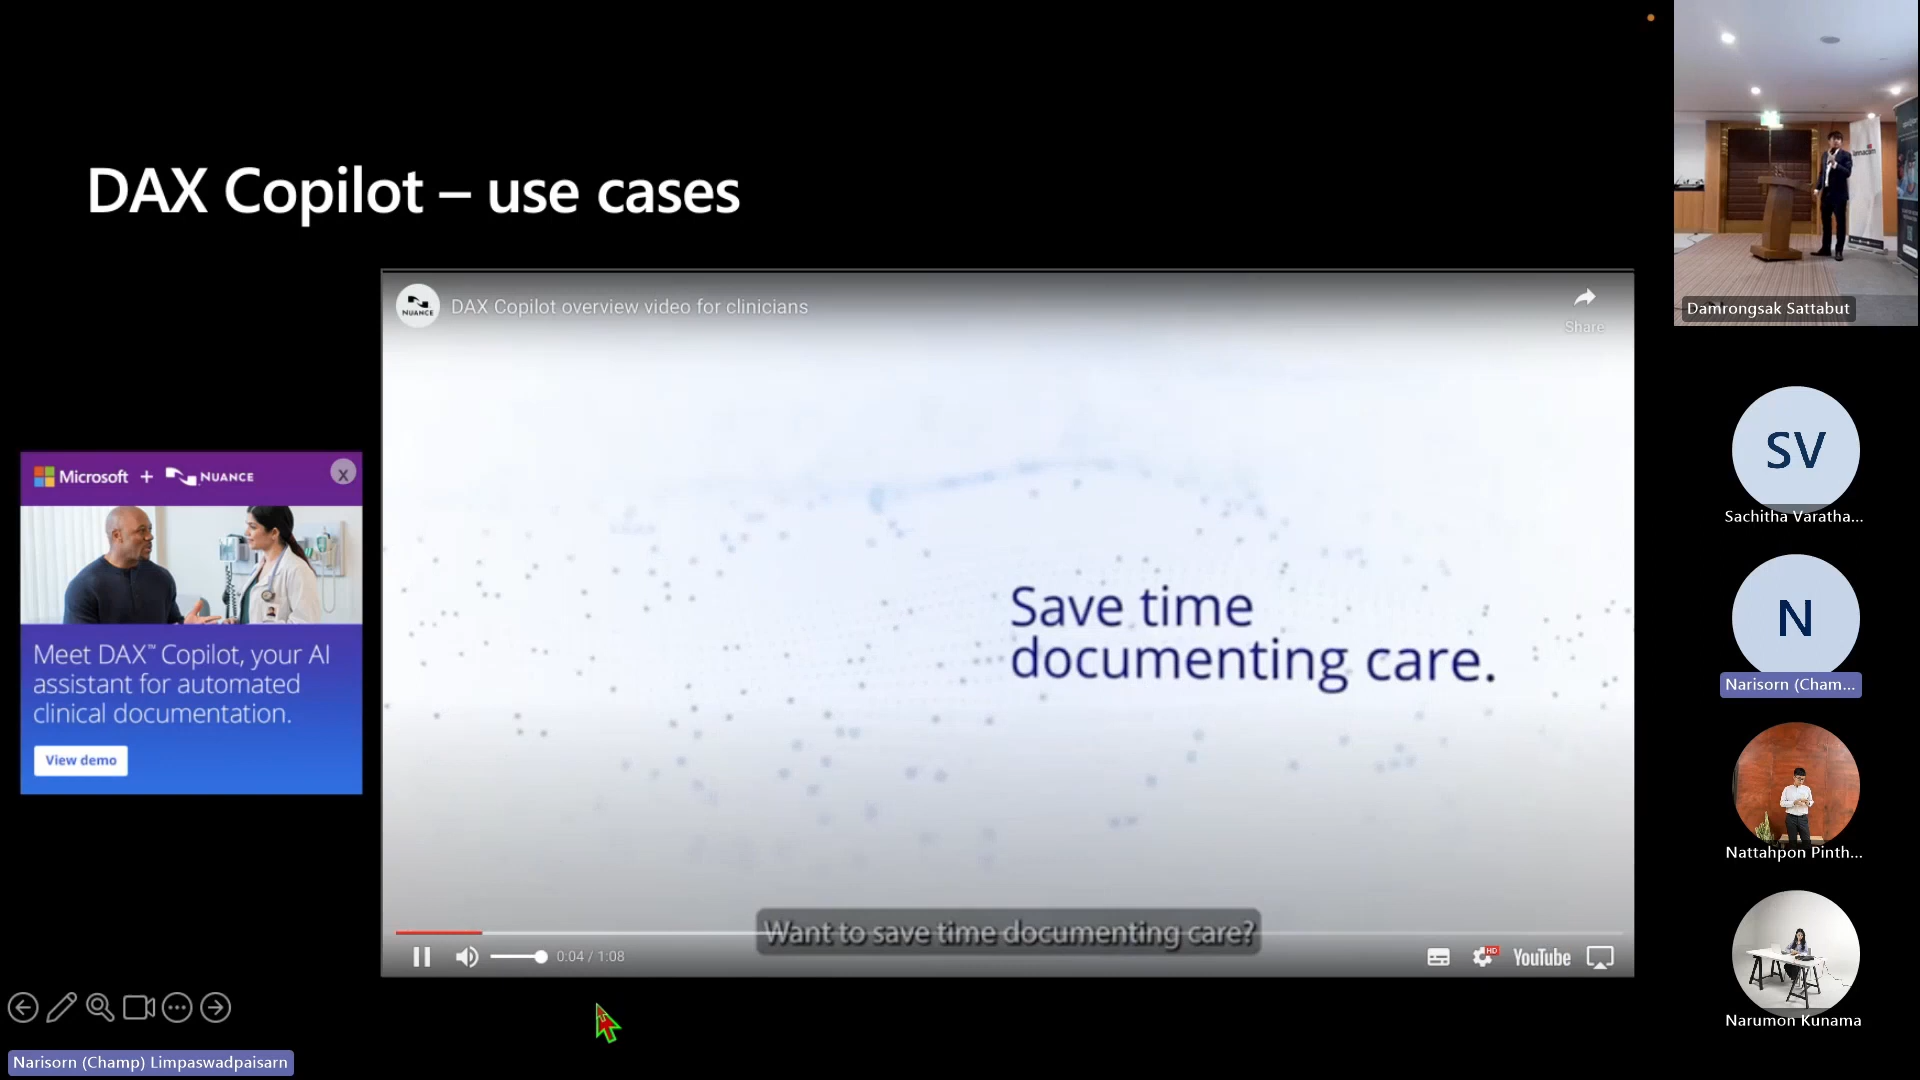 DAX Copilot – use cases
NUANCE
DAX Copilot overview video for clinicians
Share
Save time
documenting care.
Want to save time documenting care?
0:04 / 1:08
HD
YouTube
Microsoft + NUANCE
X
Meet DAX™ Copilot, your AI
assistant for automated
clinical documentation.
View demo
Narisorn (Champ) Limpaswadpaisarn
Damrongsak Sattabut
SV
Sachitha Varatha...
N
Narisorn (Cham...
Nattahpon Pinth...
Narumon Kunama